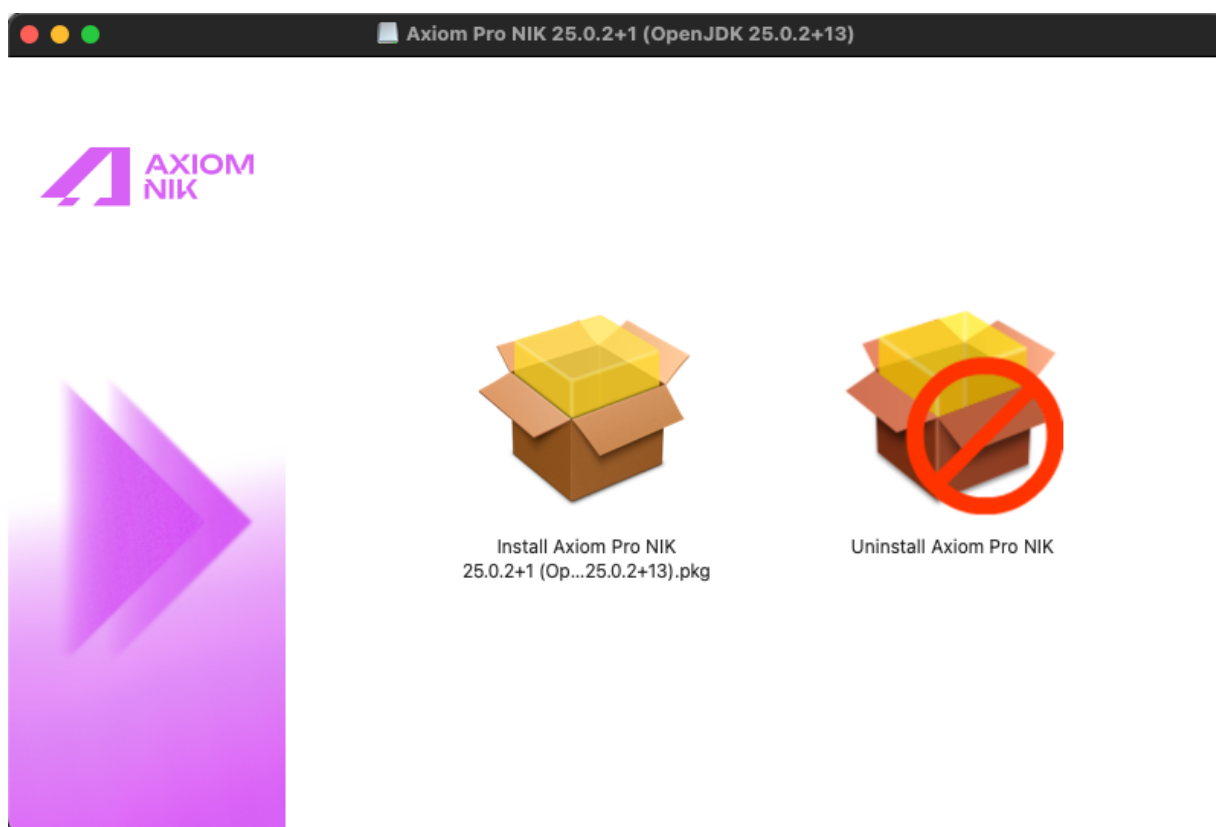 Axiom Pro NIK 25.0.2+1 (OpenJDK 25.0.2+13)
AXIOM
NIK
Install Axiom Pro NIK
25.0.2+1 (Op...25.0.2+13).pkg
Uninstall Axiom Pro NIK